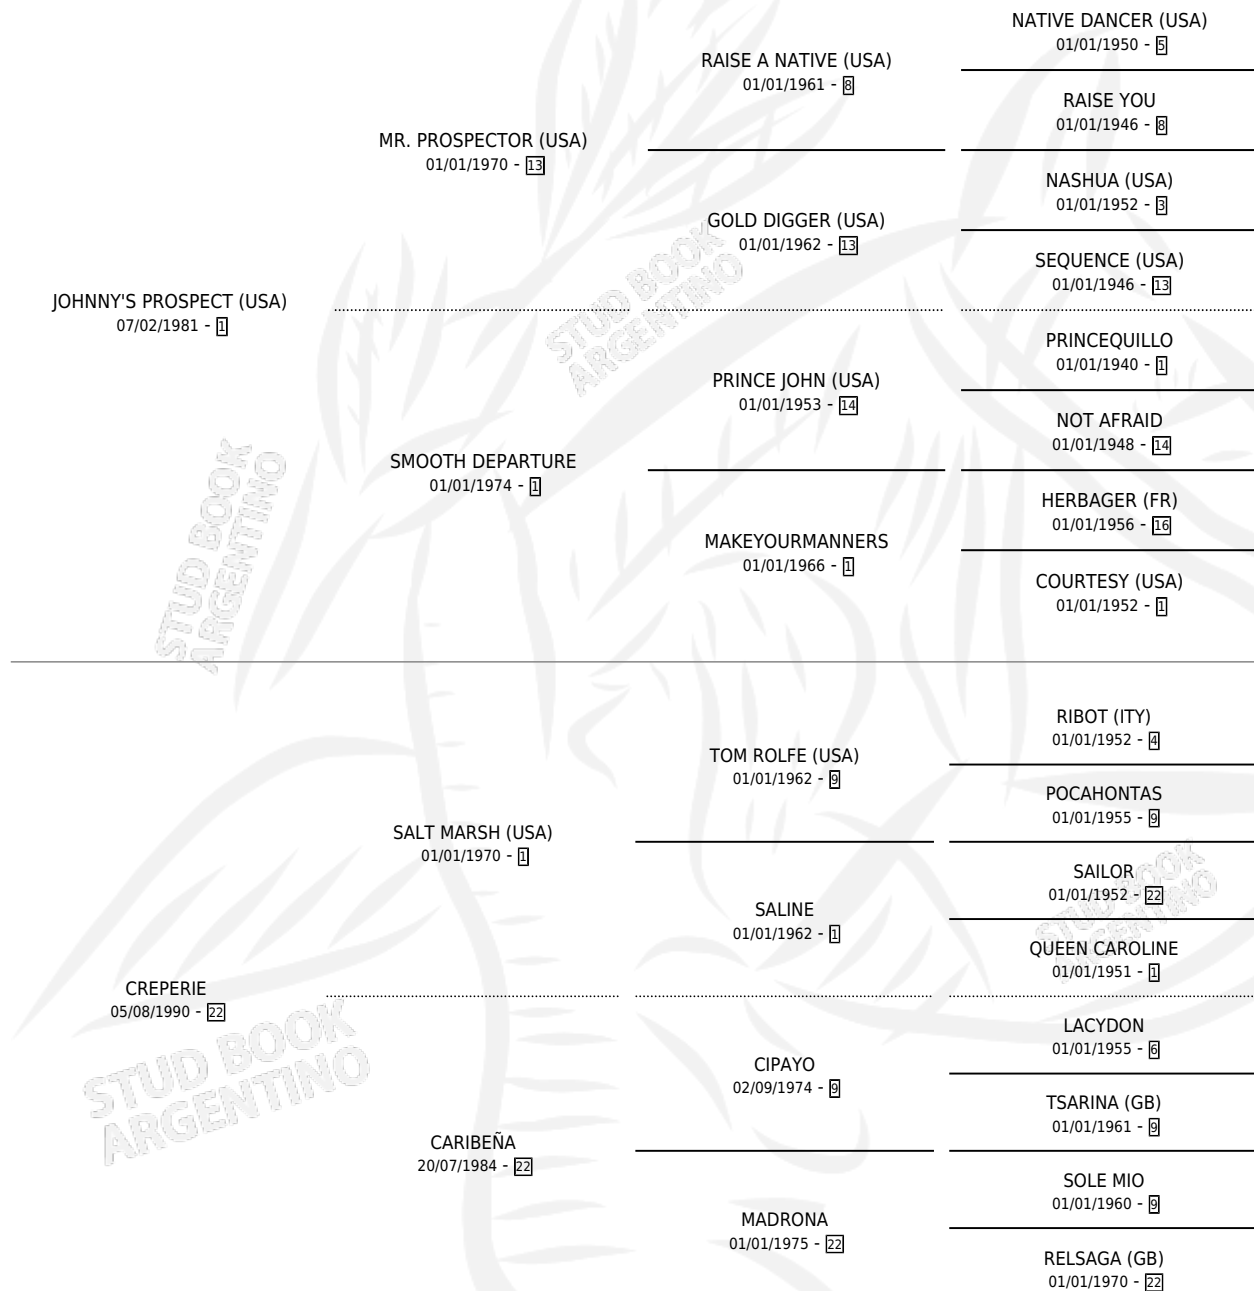 NATIVE DANCER (USA)
01/01/1950 - 5
RAISE A NATIVE (USA)
01/01/1961 - 8
RAISE YOU
01/01/1946 - 8
MR. PROSPECTOR (USA)
01/01/1970 - 13
NASHUA (USA)
01/01/1952 - 3
GOLD DIGGER (USA)
01/01/1962 - 13
SEQUENCE (USA)
01/01/1946 - 13
JOHNNY'S PROSPECT (USA)
07/02/1981 - 1
STUD BOOK
ARGENTINO
PRINCEQUILLO
01/01/1940 - 1
PRINCE JOHN (USA)
01/01/1953 - 14
NOT AFRAID
01/01/1948 - 14
SMOOTH DEPARTURE
01/01/1974 - 1
HERBAGER (FR)
01/01/1956 - 16
MAKEYOURMANNERS
01/01/1966 - 1
COURTESY (USA)
01/01/1952 - 1
STUD BOOK
ARGENTINO
RIBOT (ITY)
01/01/1952 - 4
TOM ROLFE (USA)
01/01/1962 - 9
POCAHONTAS
01/01/1955 - 9
SALT MARSH (USA)
01/01/1970 - 1
SAILOR
01/01/1952 - 22
SALINE
01/01/1962 - 1
QUEEN CAROLINE
01/01/1951 - 1
STUD BOOK
ARGENTINO
CREPERIE
05/08/1990 - 22
LACYDON
01/01/1955 - 6
CIPAYO
02/09/1974 - 9
TSARINA (GB)
01/01/1961 - 9
STUD BOOK
ARGENTINO
CARIBEÑA
20/07/1984 - 22
SOLE MIO
01/01/1960 - 9
MADRONA
01/01/1975 - 22
RELSAGA (GB)
01/01/1970 - 22